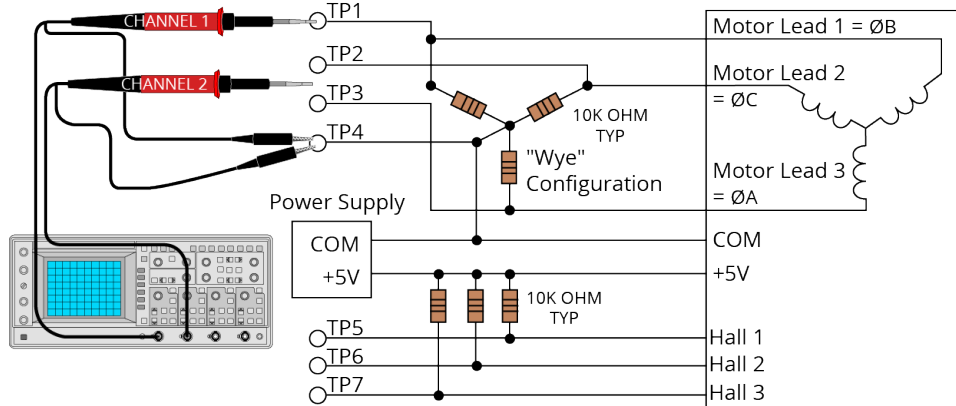 CHANNEL 1
TP1
Motor Lead 1 = ØB
TP2
CHANNEL 2
Motor Lead 2
= ØC
TP3
10K OHM
TYP
TP4
"Wye"
Configuration
Motor Lead 3
= ØA
Power Supply
COM
COM
+5V
+5V
10K OHM
TYP
TP5
Hall 1
TP6
Hall 2
TP7
Hall 3